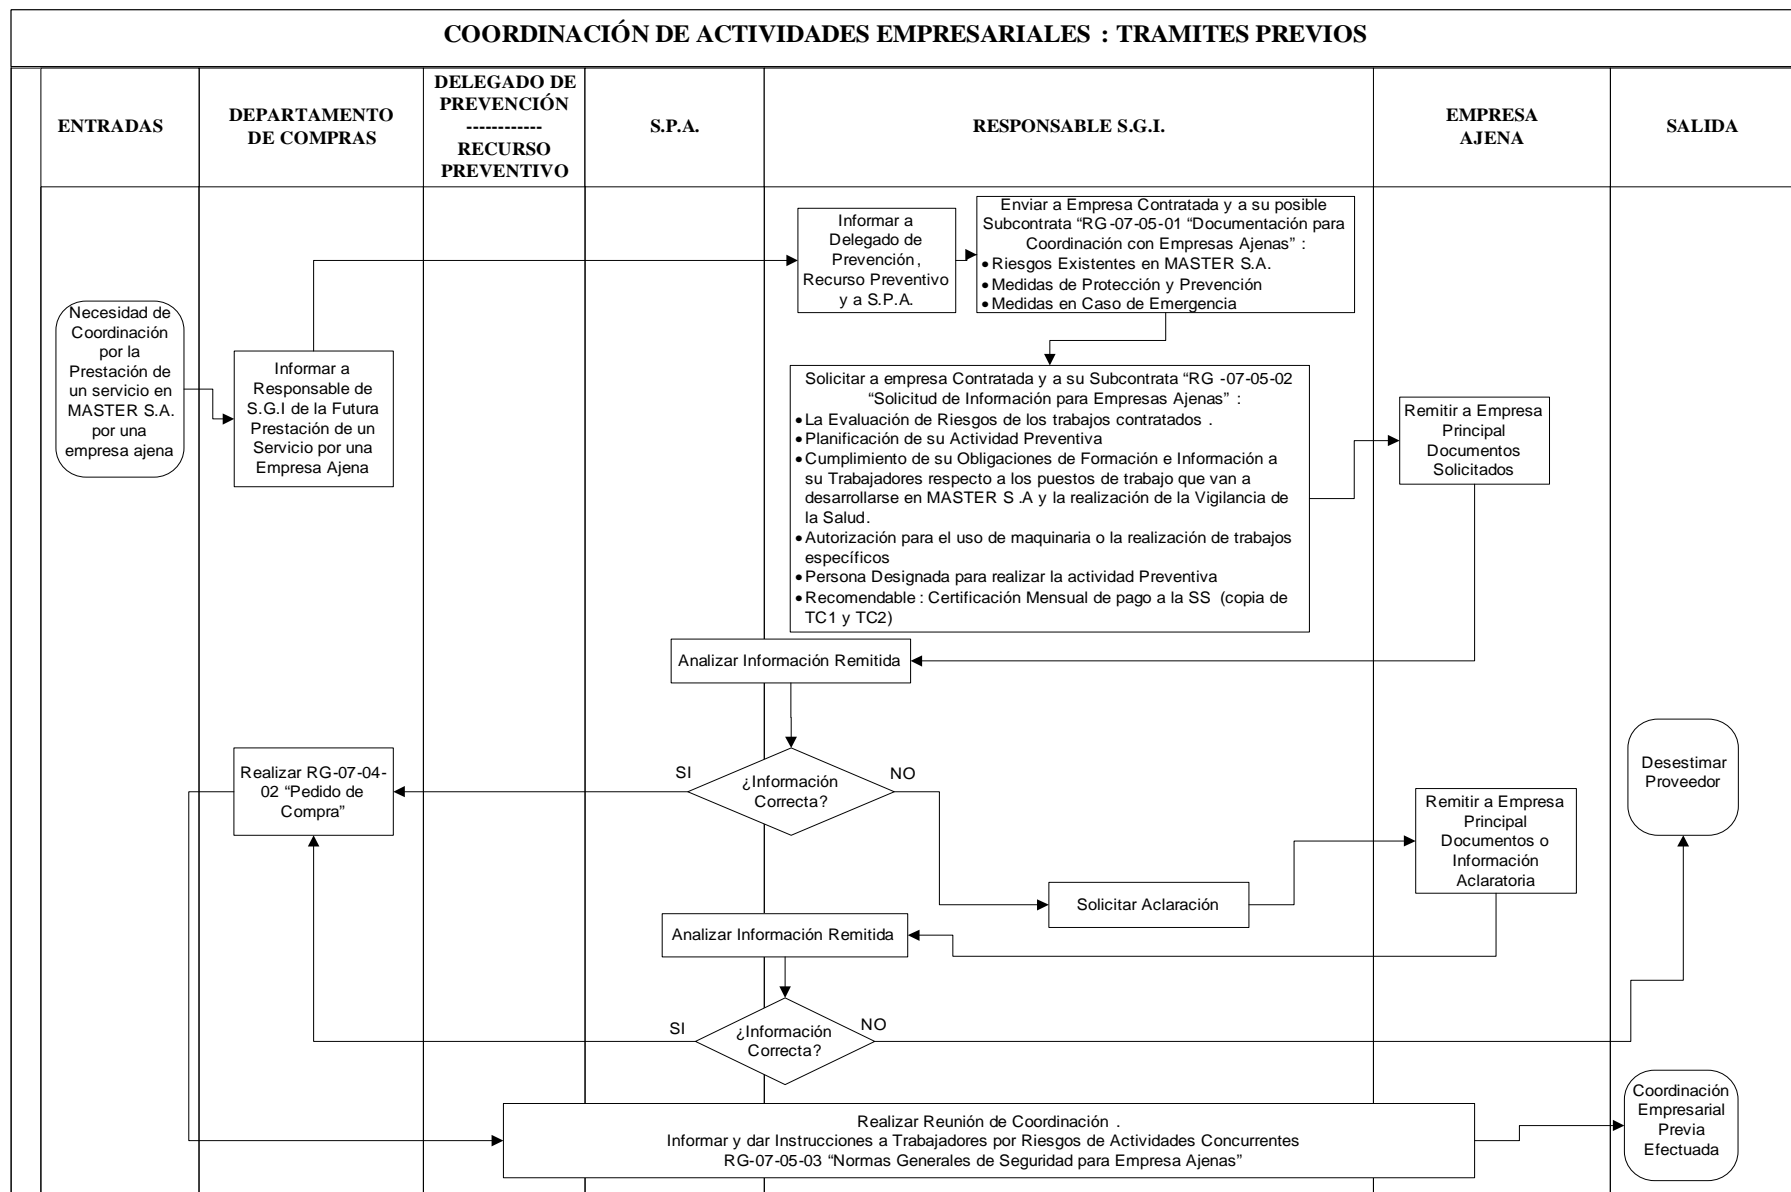 COORDINACIÓN DE ACTIVIDADES EMPRESARIALES : TRAMITES PREVIOS
ENTRADAS
DEPARTAMENTO
DE COMPRAS
DELEGADO DE
PREVENCIÓN
------------
RECURSO
PREVENTIVO
S.P.A.
RESPONSABLE S.G.I.
EMPRESA
AJENA
SALIDA
Necesidad de
Coordinación
por la
Prestación de
un servicio en
MASTER S.A.
por una
empresa ajena
Informar a
Responsable de
S.G.I de la Futura
Prestación de un
Servicio por una
Empresa Ajena
Informar a
Delegado de
Prevención,
Recurso Preventivo
y a S.P.A.
Enviar a Empresa Contratada y a su posible
Subcontrata “RG-07-05-01 “Documentación para
Coordinación con Empresas Ajenas” :
• Riesgos Existentes en MASTER S.A.
• Medidas de Protección y Prevención
• Medidas en Caso de Emergencia
Solicitar a empresa Contratada y a su Subcontrata “RG -07-05-02
“Solicitud de Información para Empresas Ajenas” :
• La Evaluación de Riesgos de los trabajos contratados .
• Planificación de su Actividad Preventiva
• Cumplimiento de su Obligaciones de Formación e Información a
su Trabajadores respecto a los puestos de trabajo que van a
desarrollarse en MASTER S .A y la realización de la Vigilancia de
la Salud.
• Autorización para el uso de maquinaria o la realización de trabajos
específicos
• Persona Designada para realizar la actividad Preventiva
• Recomendable : Certificación Mensual de pago a la SS (copia de
TC1 y TC2)
Remitir a Empresa
Principal
Documentos
Solicitados
Analizar Información Remitida
¿Información
Correcta?
SI
NO
Realizar RG-07-04-
02 “Pedido de
Compra”
Solicitar Aclaración
Remitir a Empresa
Principal
Documentos o
Información
Aclaratoria
Desestimar
Proveedor
Analizar Información Remitida
¿Información
Correcta?
SI
NO
Realizar Reunión de Coordinación .
Informar y dar Instrucciones a Trabajadores por Riesgos de Actividades Concurrentes
RG-07-05-03 “Normas Generales de Seguridad para Empresa Ajenas”
Coordinación
Empresarial
Previa
Efectuada